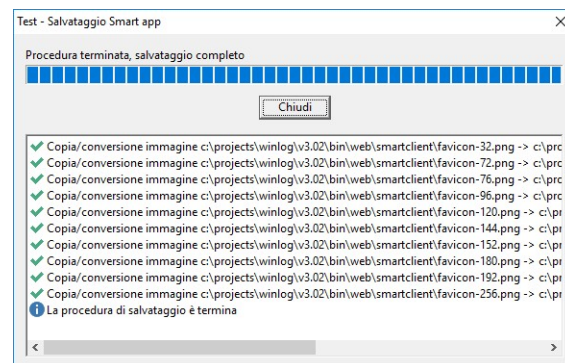 Test - Salvataggio Smart app
Procedura terminata, salvataggio completo
Chiudi
Copia/conversione immagine c:\projects\winlog\v3.02\bin\web\smartclient\favicon-32.png -> c:\prc
Copia/conversione immagine c:\projects\winlog\v3.02\bin\web\smartclient\favicon-72.png -> c:\prc
Copia/conversione immagine c:\projects\winlog\v3.02\bin\web\smartclient\favicon-76.png -> c:\prc
Copia/conversione immagine c:\projects\winlog\v3.02\bin\web\smartclient\favicon-96.png -> c:\prc
Copia/conversione immagine c:\projects\winlog\v3.02\bin\web\smartclient\favicon-120.png -> c:\pr
Copia/conversione immagine c:\projects\winlog\v3.02\bin\web\smartclient\favicon-144.png -> c:\pr
Copia/conversione immagine c:\projects\winlog\v3.02\bin\web\smartclient\favicon-152.png -> c:\pr
Copia/conversione immagine c:\projects\winlog\v3.02\bin\web\smartclient\favicon-180.png -> c:\pr
Copia/conversione immagine c:\projects\winlog\v3.02\bin\web\smartclient\favicon-192.png -> c:\pr
Copia/conversione immagine c:\projects\winlog\v3.02\bin\web\smartclient\favicon-256.png -> c:\pr
La procedura di salvataggio è termina